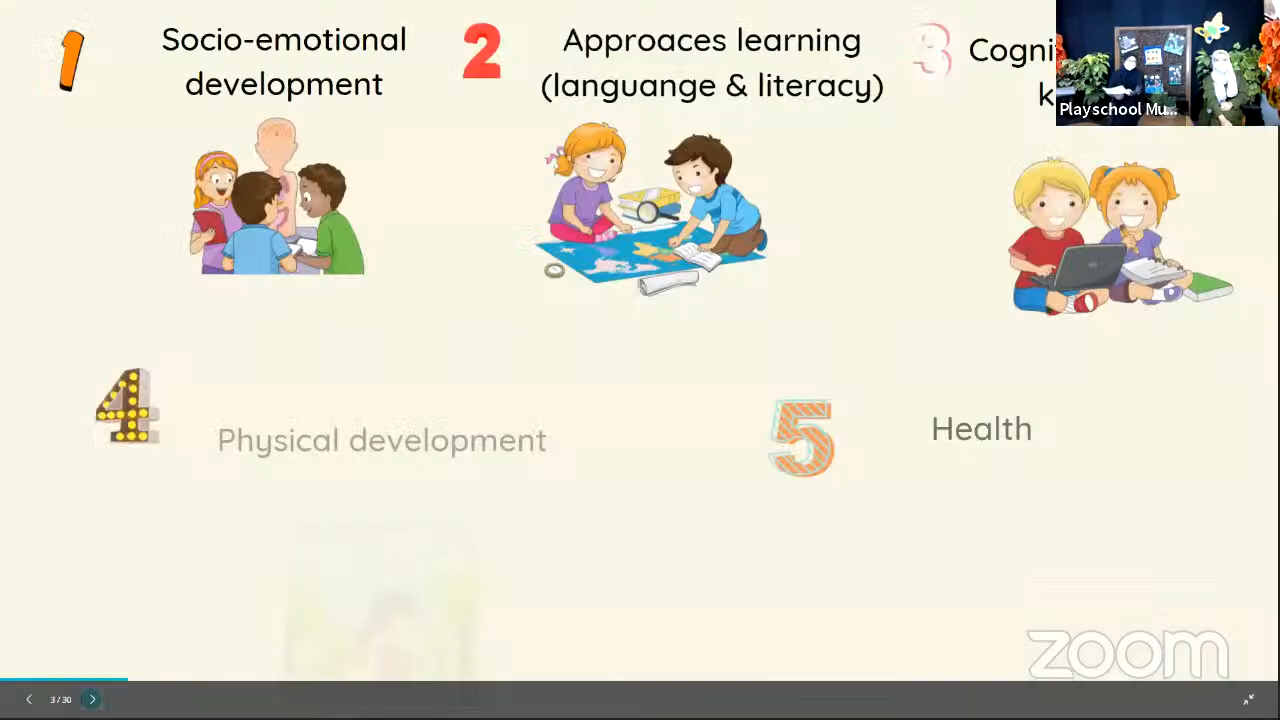 1
Socio-emotional
development
2
Approaces learning
(languange & literacy)
3
Playschool Mu...
4
Physical development
5
Health
zoom
3 / 30